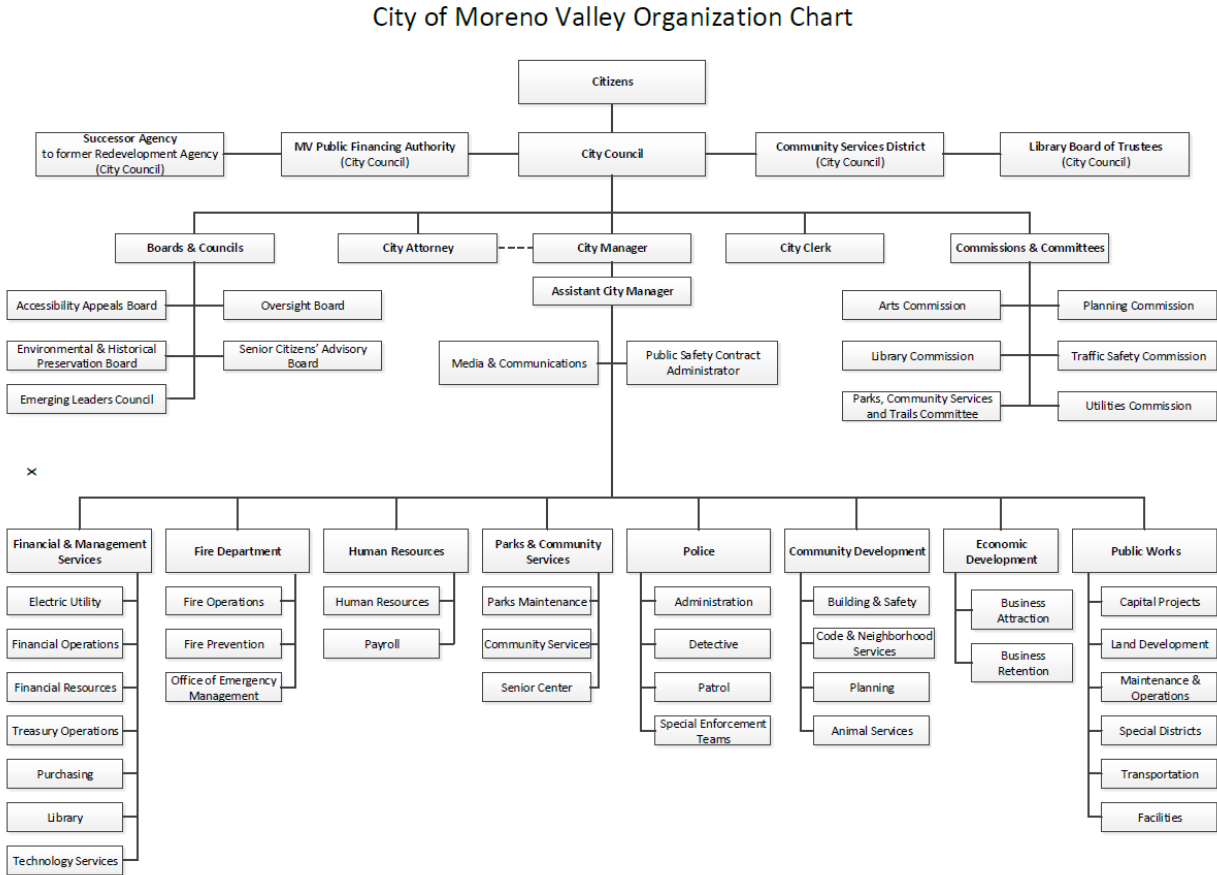 City of Moreno Valley Organization Chart
Citizens
Successor Agency
to former Redevelopment Agency
(City Council)
MV Public Financing Authority
(City Council)
City Council
Community Services District
(City Council)
Library Board of Trustees
(City Council)
Boards & Councils
City Attorney
City Manager
City Clerk
Commissions & Committees
Assistant City Manager
Accessibility Appeals Board
Oversight Board
Environmental & Historical
Preservation Board
Senior Citizens' Advisory
Board
Emerging Leaders Council
Media & Communications
Public Safety Contract
Administrator
Arts Commission
Planning Commission
Library Commission
Traffic Safety Commission
Parks, Community Services
and Trails Committee
Utilities Commission
x
Financial & Management
Services
Electric Utility
Financial Operations
Financial Resources
Treasury Operations
Purchasing
Library
Technology Services
Fire Department
Fire Operations
Fire Prevention
Office of Emergency
Management
Human Resources
Human Resources
Payroll
Parks & Community
Services
Parks Maintenance
Community Services
Senior Center
Police
Administration
Detective
Patrol
Special Enforcement
Teams
Community Development
Building & Safety
Code & Neighborhood
Services
Planning
Animal Services
Economic
Development
Business
Attraction
Business
Retention
Public Works
Capital Projects
Land Development
Maintenance &
Operations
Special Districts
Transportation
Facilities